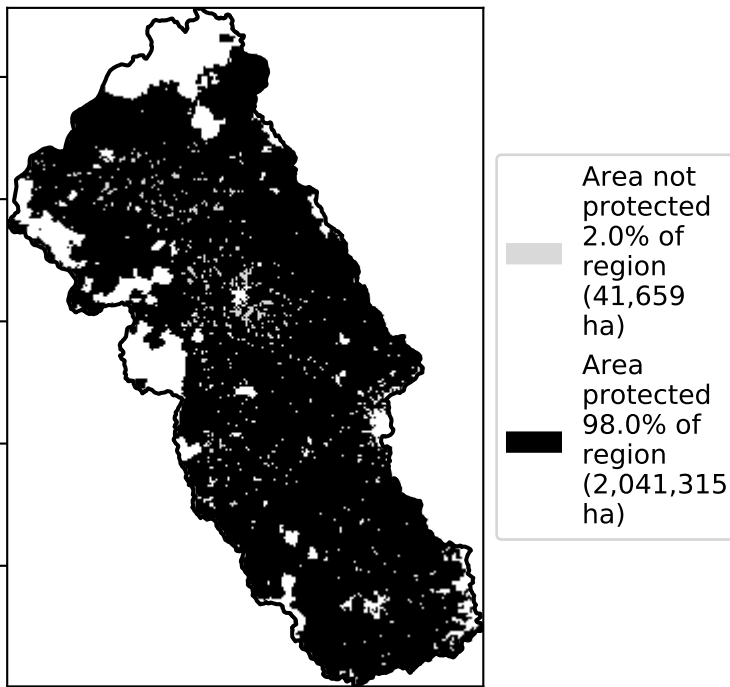 Area not
protected
2.0% of
region
(41,659
ha)
Area
protected
98.0% of
region
(2,041,315
ha)